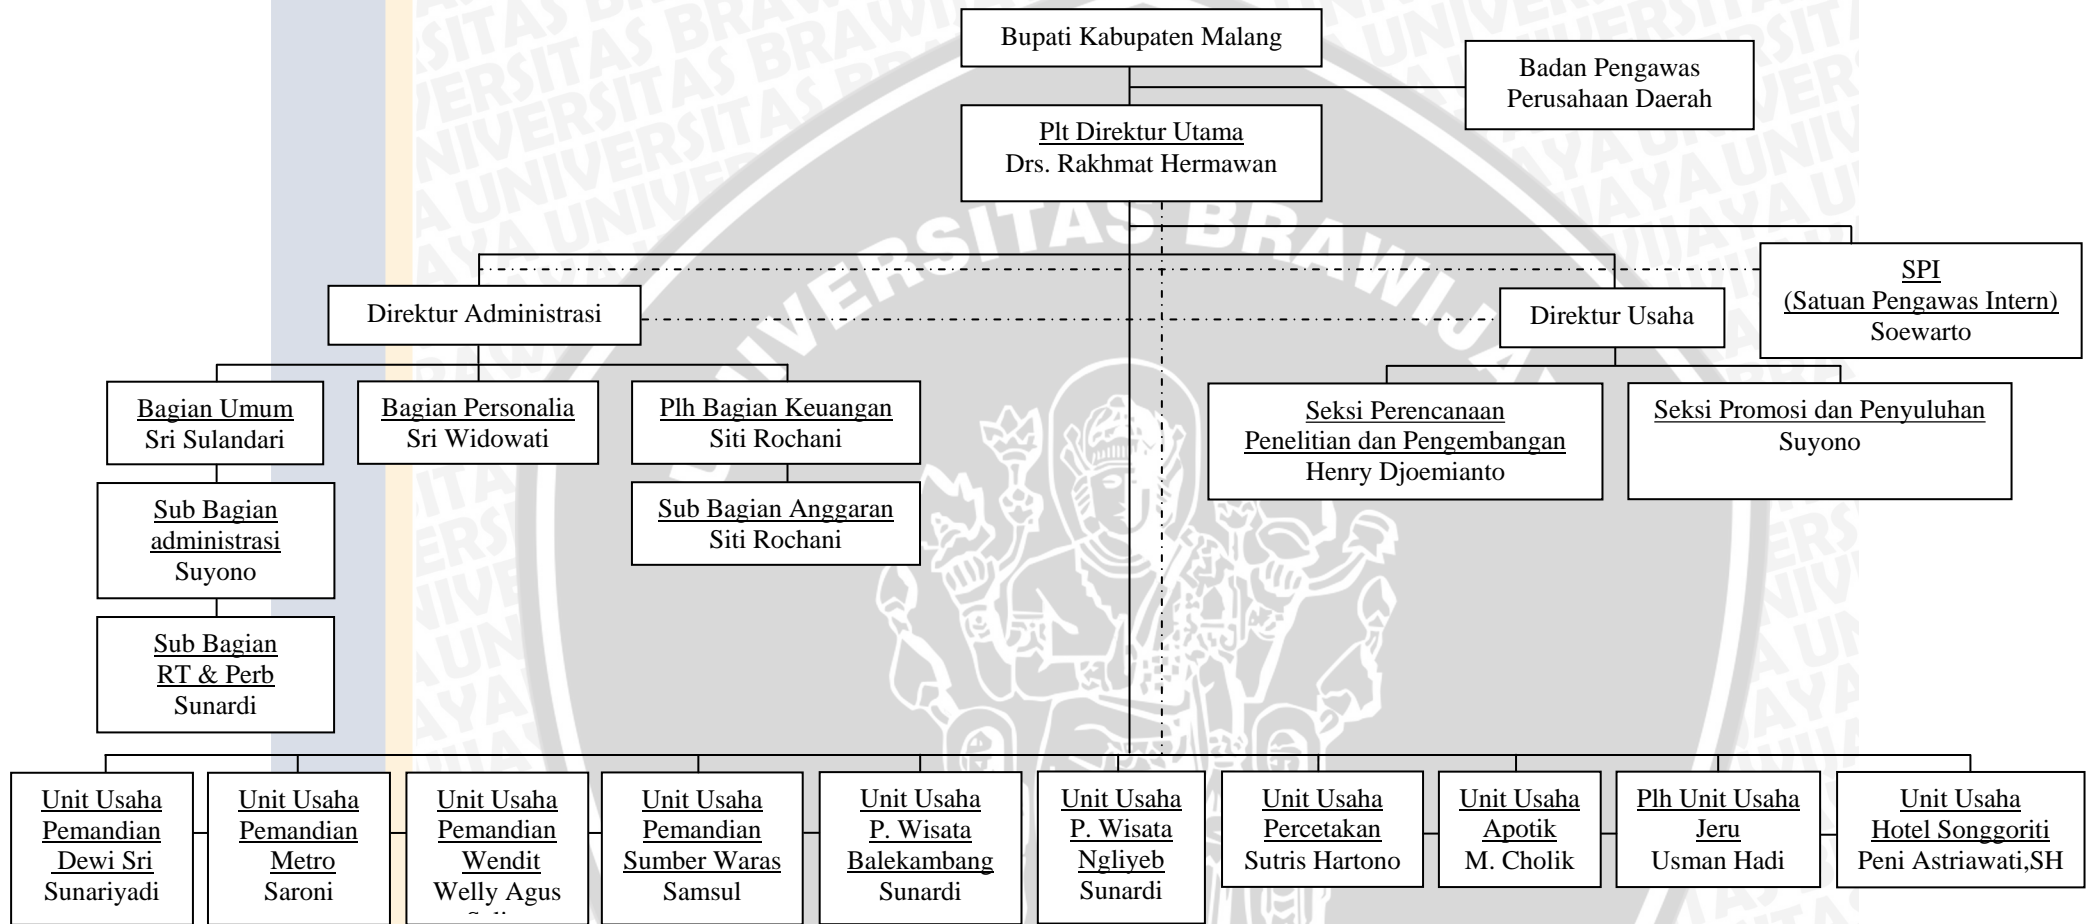 Bupati Kabupaten Malang
Badan Pengawas
Perusahaan Daerah
Plt Direktur Utama
Drs. Rakhmat Hermawan
UNIVERSITAS BRAWIJAYA
SPI
(Satuan Pengawas Intern)
Soewarto
Direktur Administrasi
Direktur Usaha
Bagian Umum
Sri Sulandari
Bagian Personalia
Sri Widowati
Plh Bagian Keuangan
Siti Rochani
Seksi Perencanaan
Penelitian dan Pengembangan
Henry Djoemianto
Seksi Promosi dan Penyuluhan
Suyono
Sub Bagian
administrasi
Suyono
Sub Bagian Anggaran
Siti Rochani
Sub Bagian
RT & Perb
Sunardi
Unit Usaha
Pemandian
Dewi Sri
Sunariyadi
Unit Usaha
Pemandian
Metro
Saroni
Unit Usaha
Pemandian
Wendit
Welly Agus
Unit Usaha
Pemandian
Sumber Waras
Samsul
Unit Usaha
P. Wisata
Balekambang
Sunardi
Unit Usaha
P. Wisata
Ngliyeb
Sunardi
Unit Usaha
Percetakan
Sutris Hartono
Unit Usaha
Apotik
M. Cholik
Plh Unit Usaha
Jeru
Usman Hadi
Unit Usaha
Hotel Songgoriti
Peni Astriawati,SH